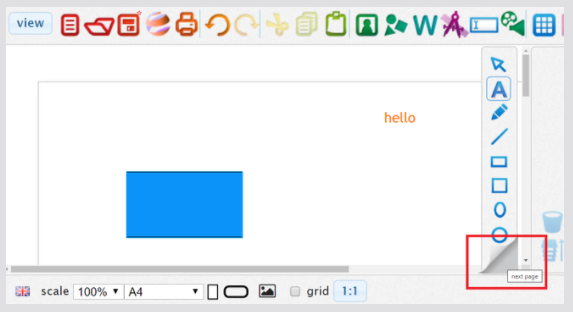 view
W
hello
A
next page
scale 100% A4 grid 1:1